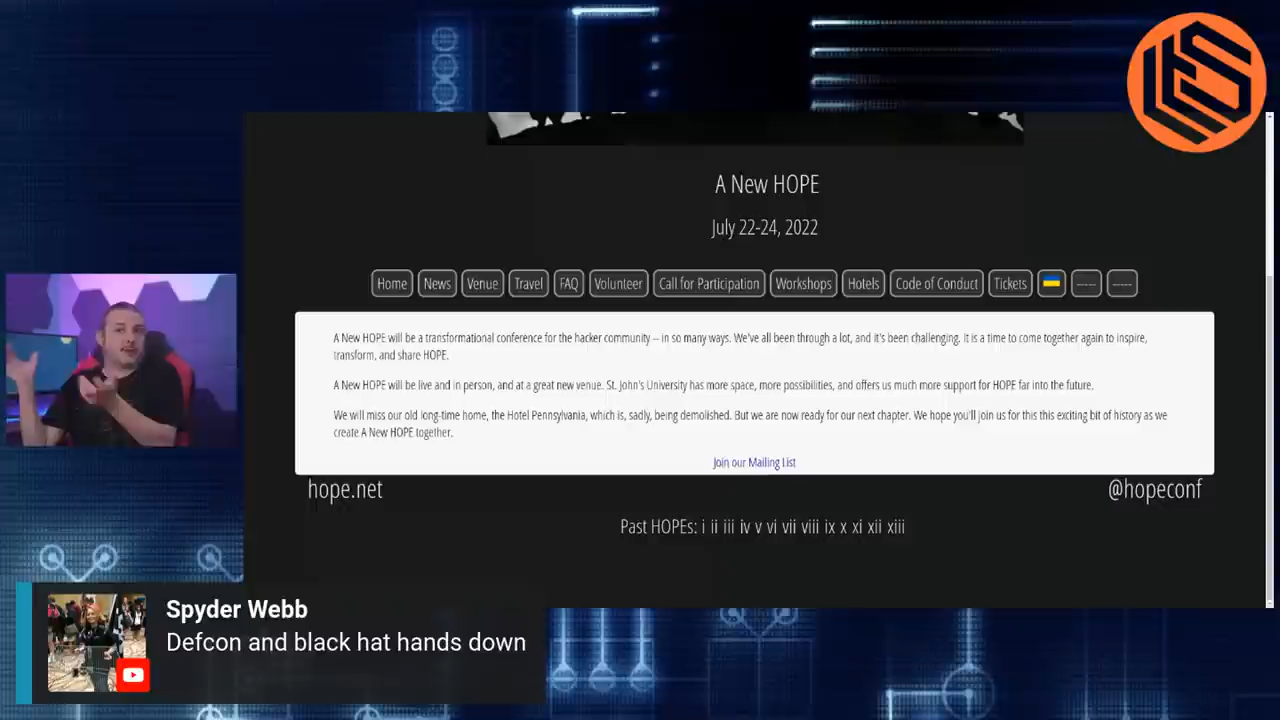 A New HOPE
July 22-24, 2022
Home News Venue Travel FAQ Volunteer Call for Participation Workshops Hotels Code of Conduct Tickets ----- -----
A New HOPE will be a transformational conference for the hacker community – in so many ways. We've all been through a lot, and it's been challenging. It is a time to come together again to inspire,
transform, and share HOPE.
A New HOPE will be live and in person, and at a great new venue. St. John's University has more space, more possibilities, and offers us much more support for HOPE far into the future.
We will miss our old long-time home, the Hotel Pennsylvania, which is, sadly, being demolished. But we are now ready for our next chapter. We hope you'll join us for this this exciting bit of history as we
create A New HOPE together.
Join our Mailing List
hope.net @hopeconf
Past HOPEs: i ii iii iv v vi vii viii ix x xi xii xiii
Spyder Webb
Defcon and black hat hands down